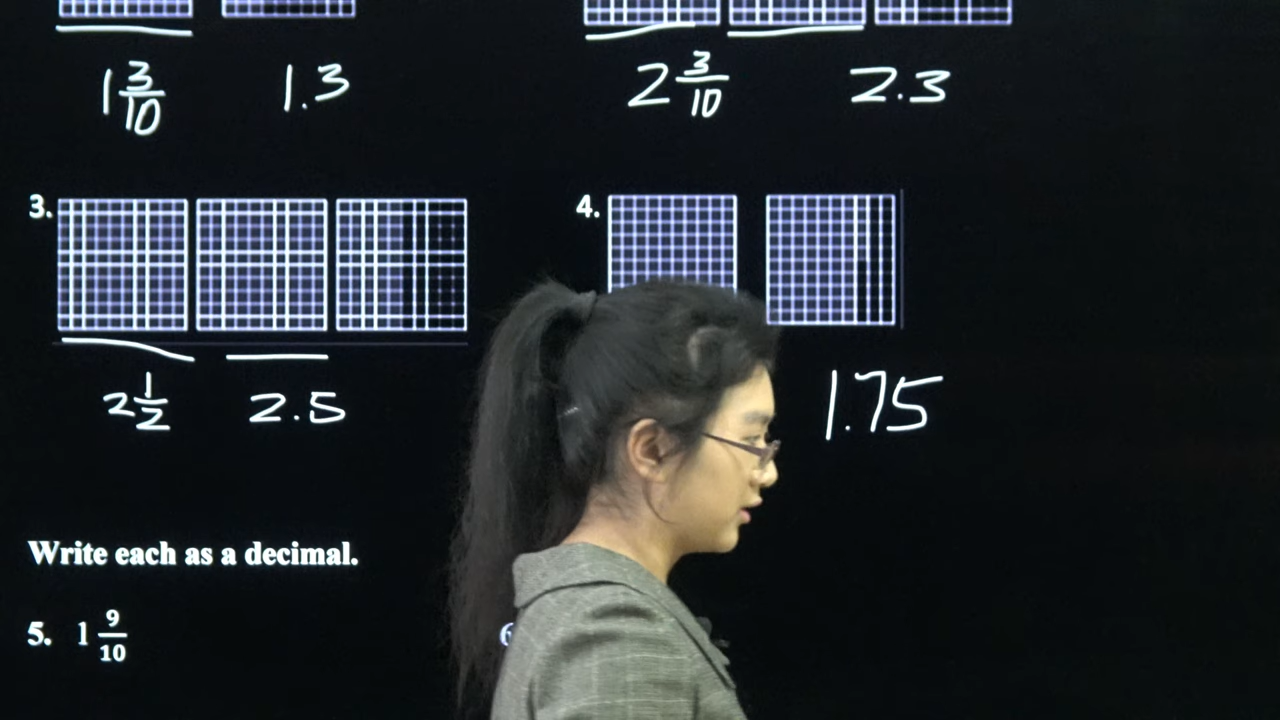 1 3/10 1.3 2 3/10 2.3
3. 4.
2 1/2 2.5 1.75
Write each as a decimal.
5. 1 9/10